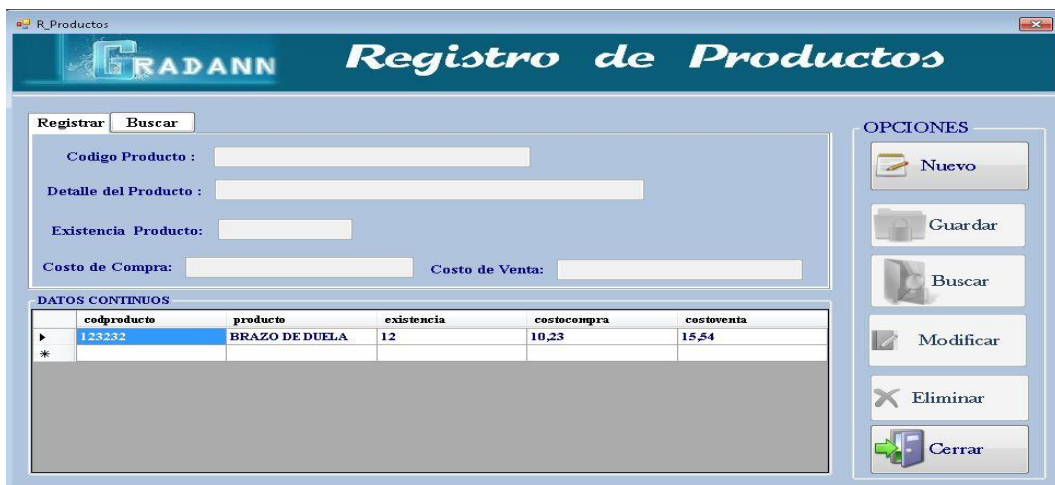 R_Productos
GRADANN Registro de Productos
Registrar Buscar
Codigo Producto :
Detalle del Producto :
Existencia Producto:
Costo de Compra: Costo de Venta:
DATOS CONTINUOS
codproducto producto existencia costocompra costoventa
123232 BRAZO DE DUELA 12 10,23 15,54
OPCIONES
Nuevo
Guardar
Buscar
Modificar
Eliminar
Cerrar